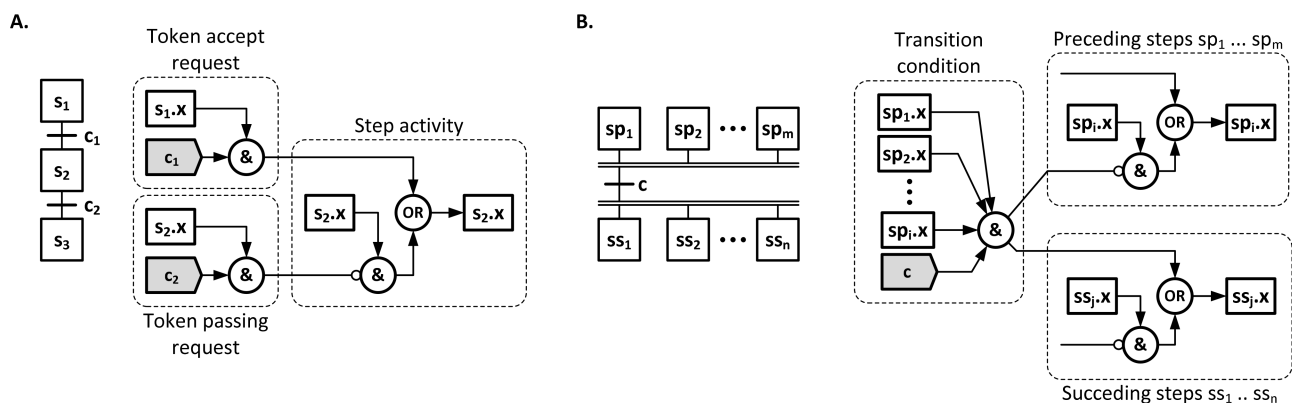 A.
s1
c1
s2
c2
s3
Token accept
request
s1.x
c1
&
s2.x
c2
&
Token passing
request
Step activity
s2.x
&
OR
s2.x
B.
sp1
sp2
•••
spm
c
ss1
ss2
•••
ssn
Transition
condition
sp1.x
sp2.x
spi.x
c
&
Preceding steps sp1 ... spm
spi.x
&
OR
spi.x
ssj.x
&
OR
ssj.x
Succeding steps ss1 .. ssn